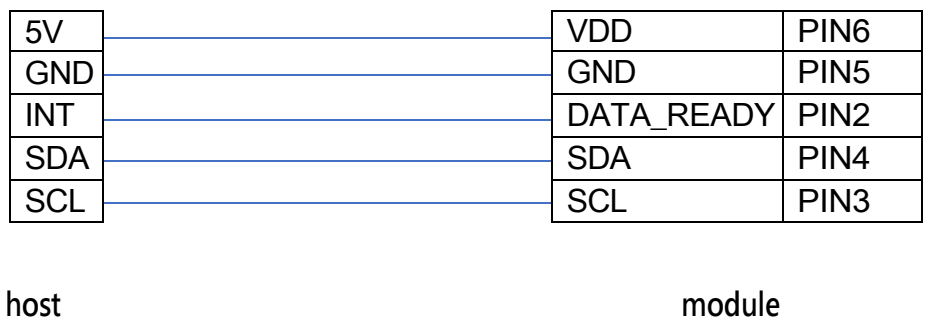 5V VDD PIN6
GND GND PIN5
INT DATA_READY PIN2
SDA SDA PIN4
SCL SCL PIN3
host module